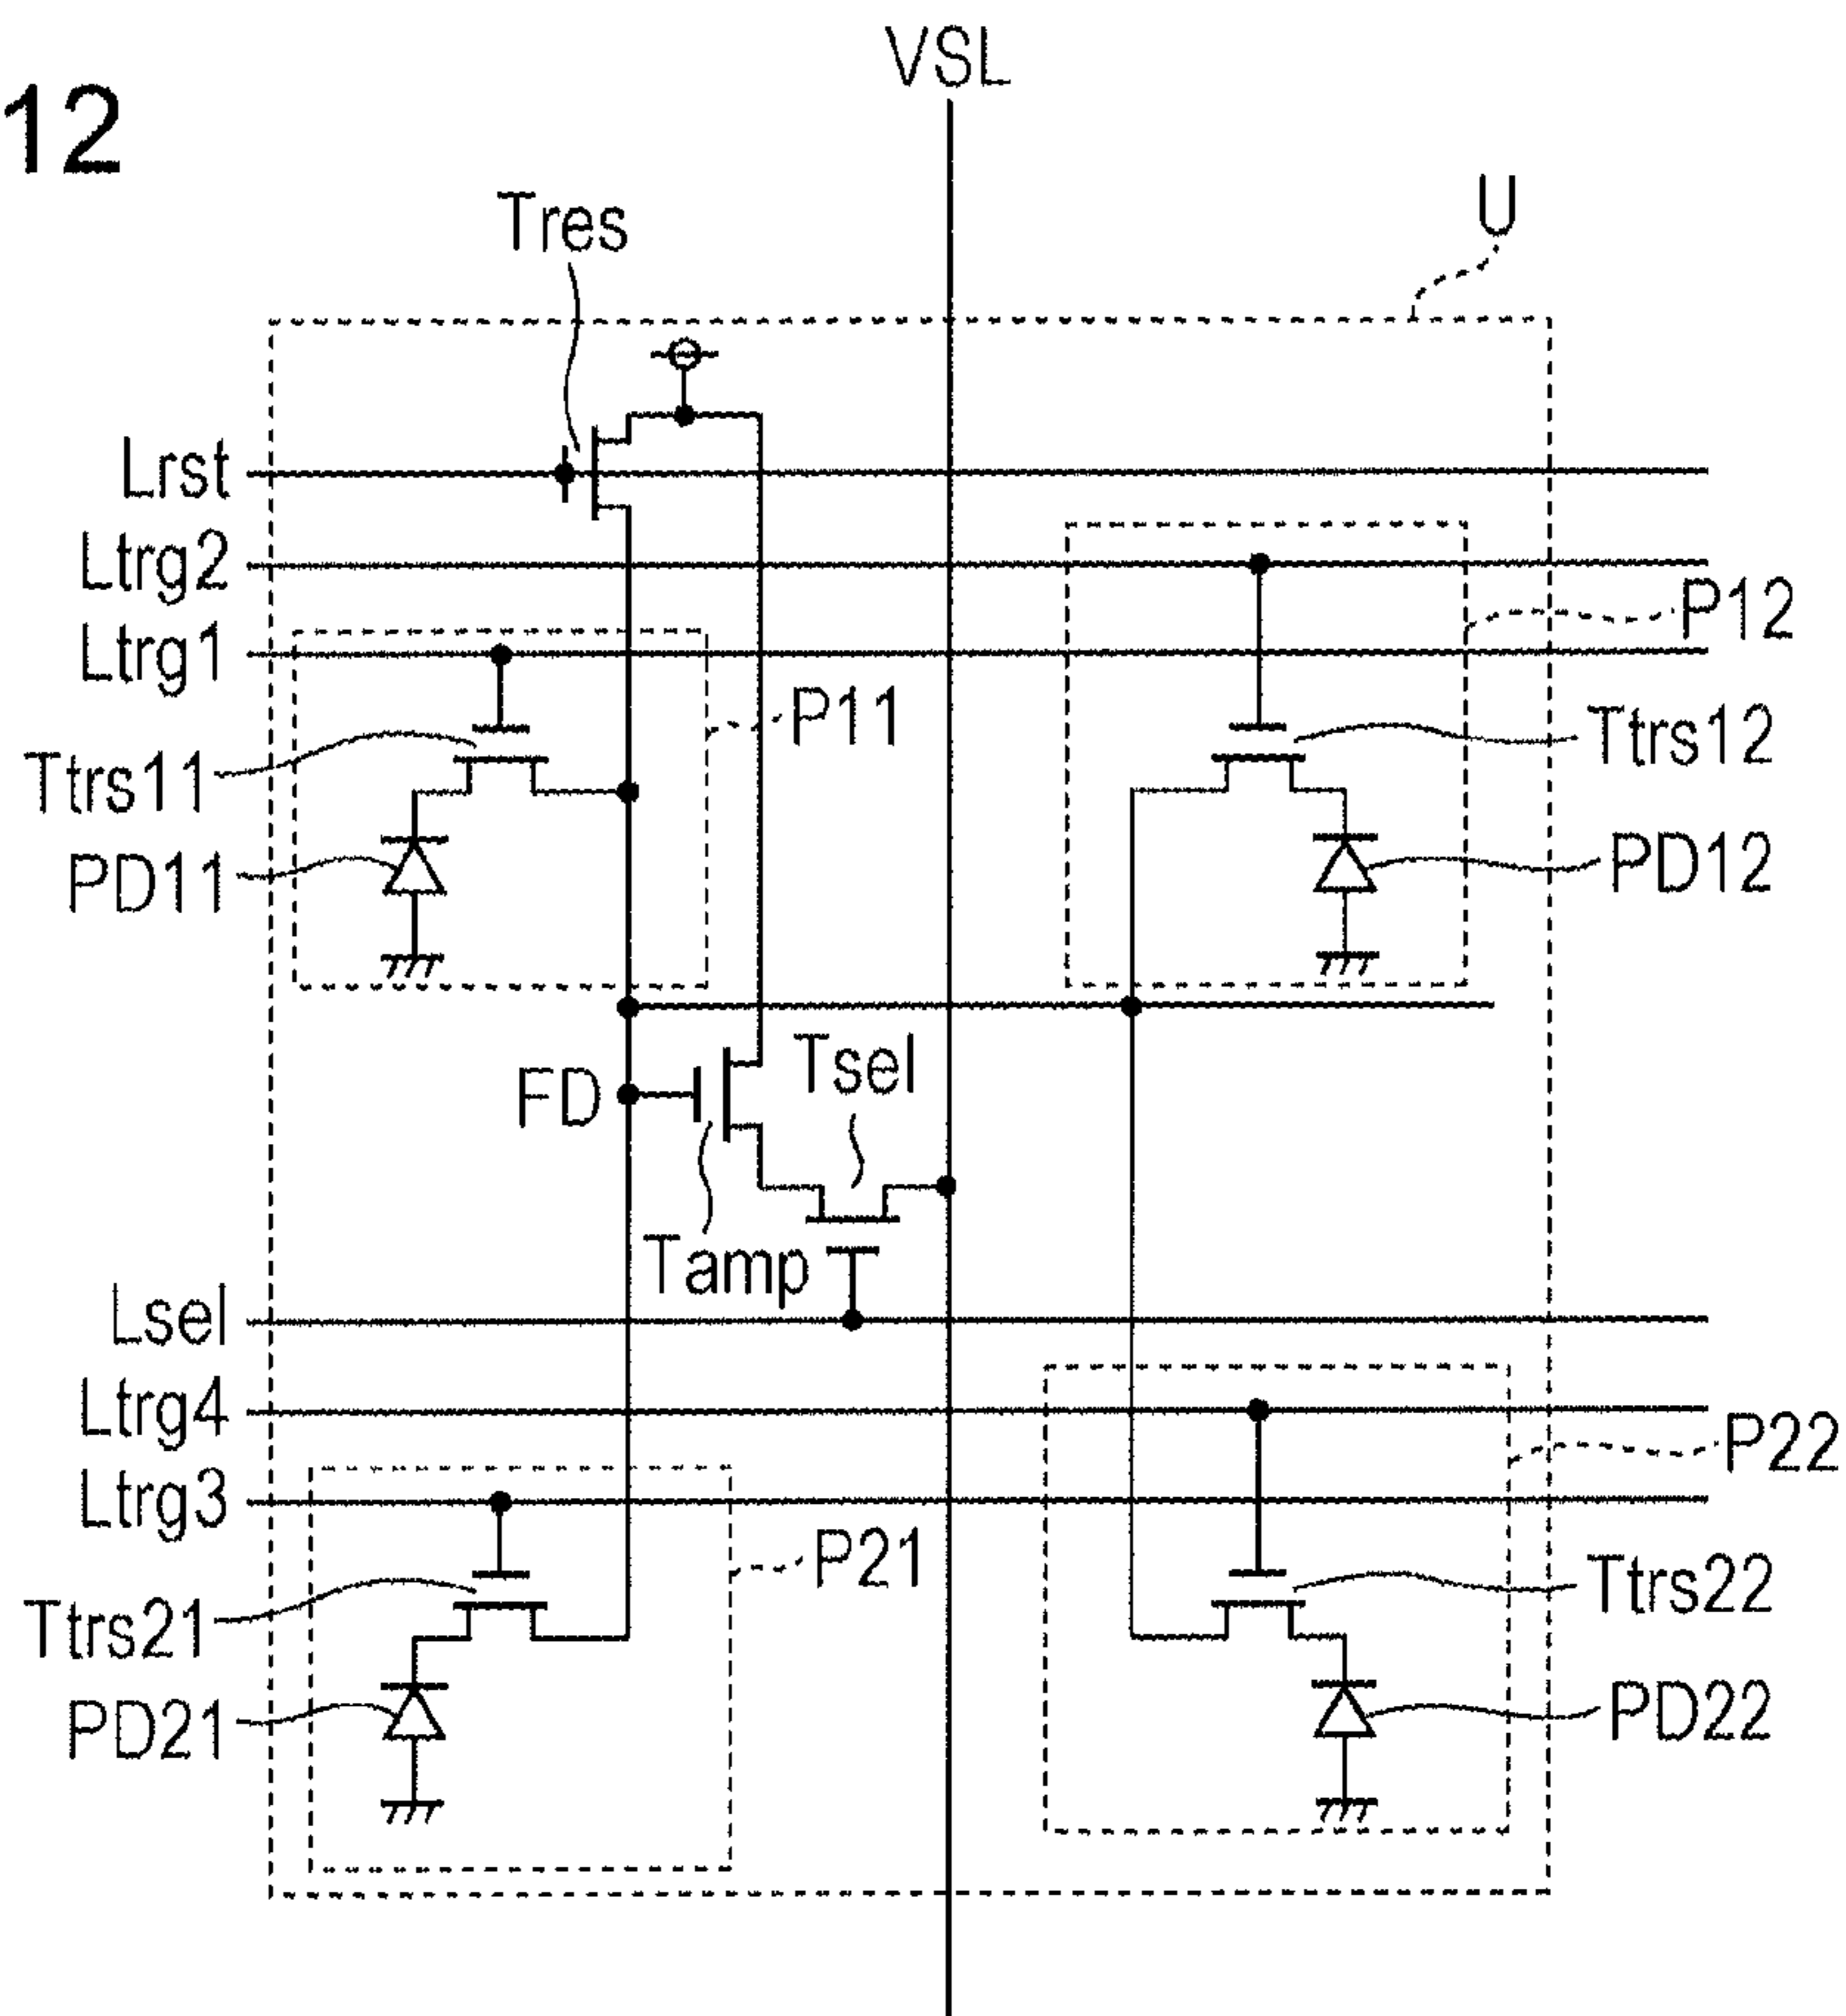 12
VSL
Tres
U
Lrst
Ltrg2
P12
Ltrg1
P11
Ttrs12
Ttrs11
PD12
PD11
Tsel
FD
Tamp
Lsel
Ltrg4
P22
Ltrg3
P21
Ttrs22
Ttrs21
PD22
PD21